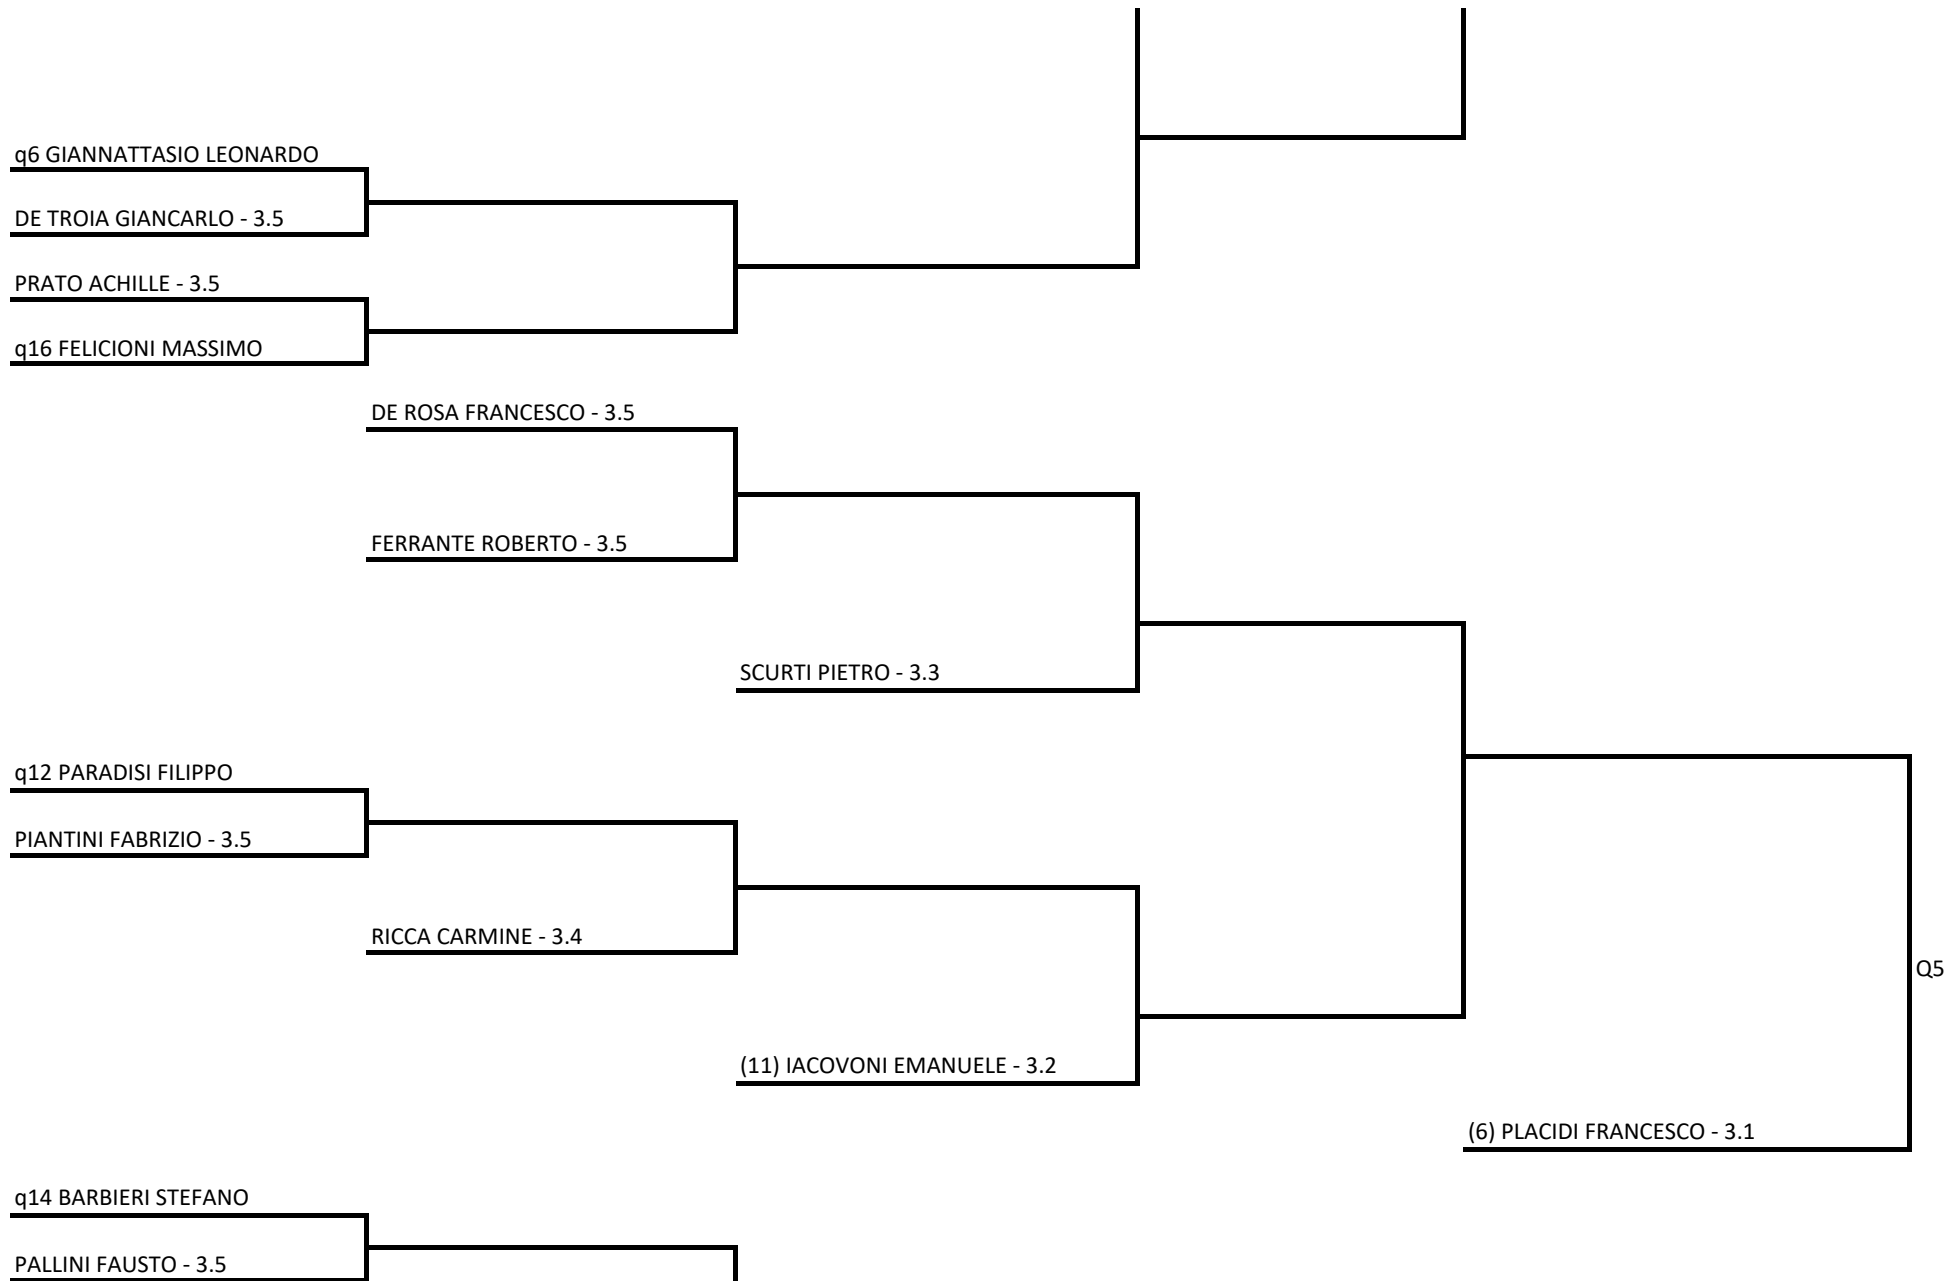 q6 GIANNATTASIO LEONARDO
DE TROIA GIANCARLO - 3.5
PRATO ACHILLE - 3.5
q16 FELICIONI MASSIMO
DE ROSA FRANCESCO - 3.5
FERRANTE ROBERTO - 3.5
SCURTI PIETRO - 3.3
q12 PARADISI FILIPPO
PIANTINI FABRIZIO - 3.5
RICCA CARMINE - 3.4
Q5
(11) IACOVONI EMANUELE - 3.2
(6) PLACIDI FRANCESCO - 3.1
q14 BARBIERI STEFANO
PALLINI FAUSTO - 3.5